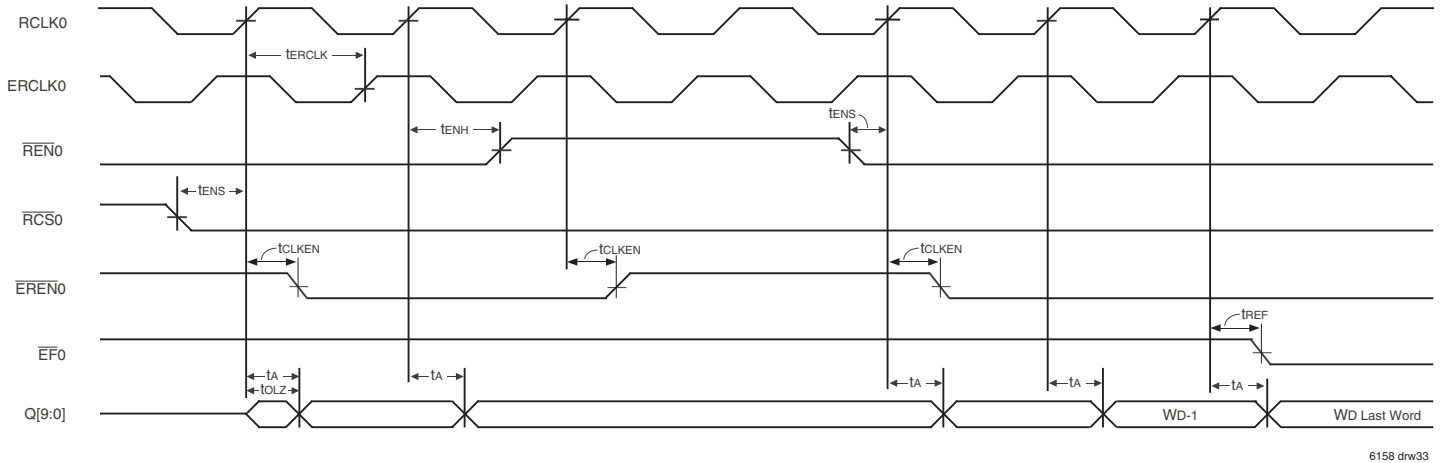 RCLK0
tERCLK
ERCLK0
tENS
tENH
REN0
tENS
RCS0
tCLKEN
tCLKEN
tCLKEN
EREN0
tREF
EF0
tA
tOLZ
tA
tA
tA
tA
Q[9:0]
WD-1
WD Last Word
6158 drw33